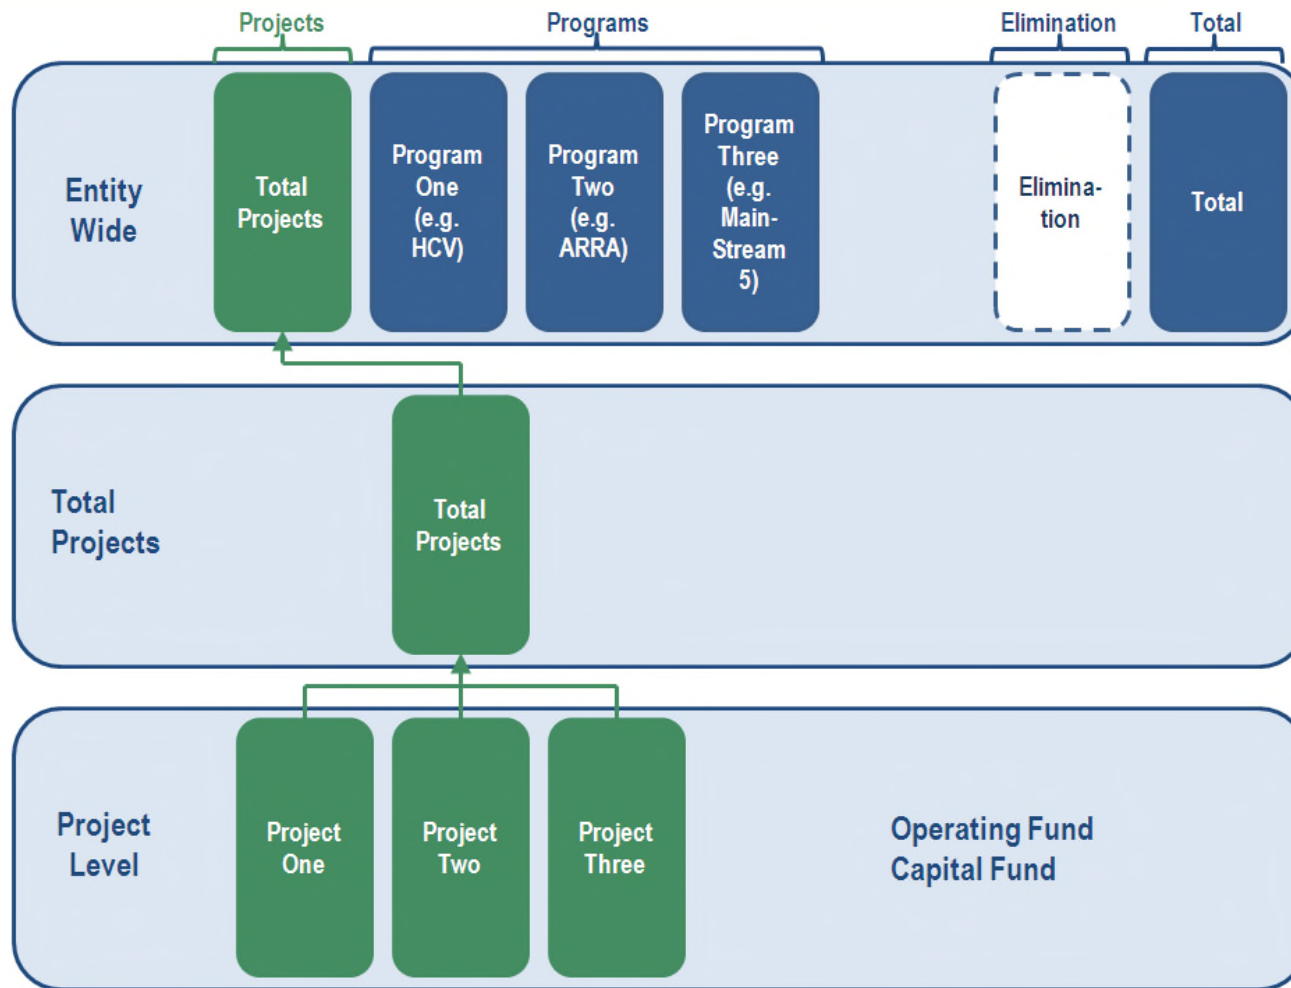 Projects
Programs
Elimination
Total
Entity
Wide
Total
Projects
Program
One
(e.g.
HCV)
Program
Two
(e.g.
ARRA)
Program
Three
(e.g.
Main-
Stream
5)
Elimina-
tion
Total
Total
Projects
Total
Projects
Project
Level
Project
One
Project
Two
Project
Three
Operating Fund
Capital Fund